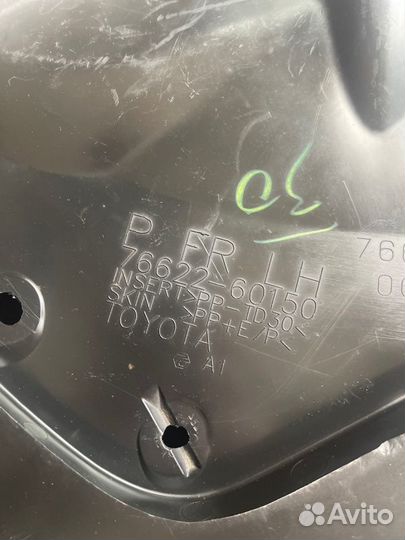 P FR LH
76622-60150
INSERT>PP-TD30<
SKIN >PP+E/P<
TOYOTA
A1
Avito